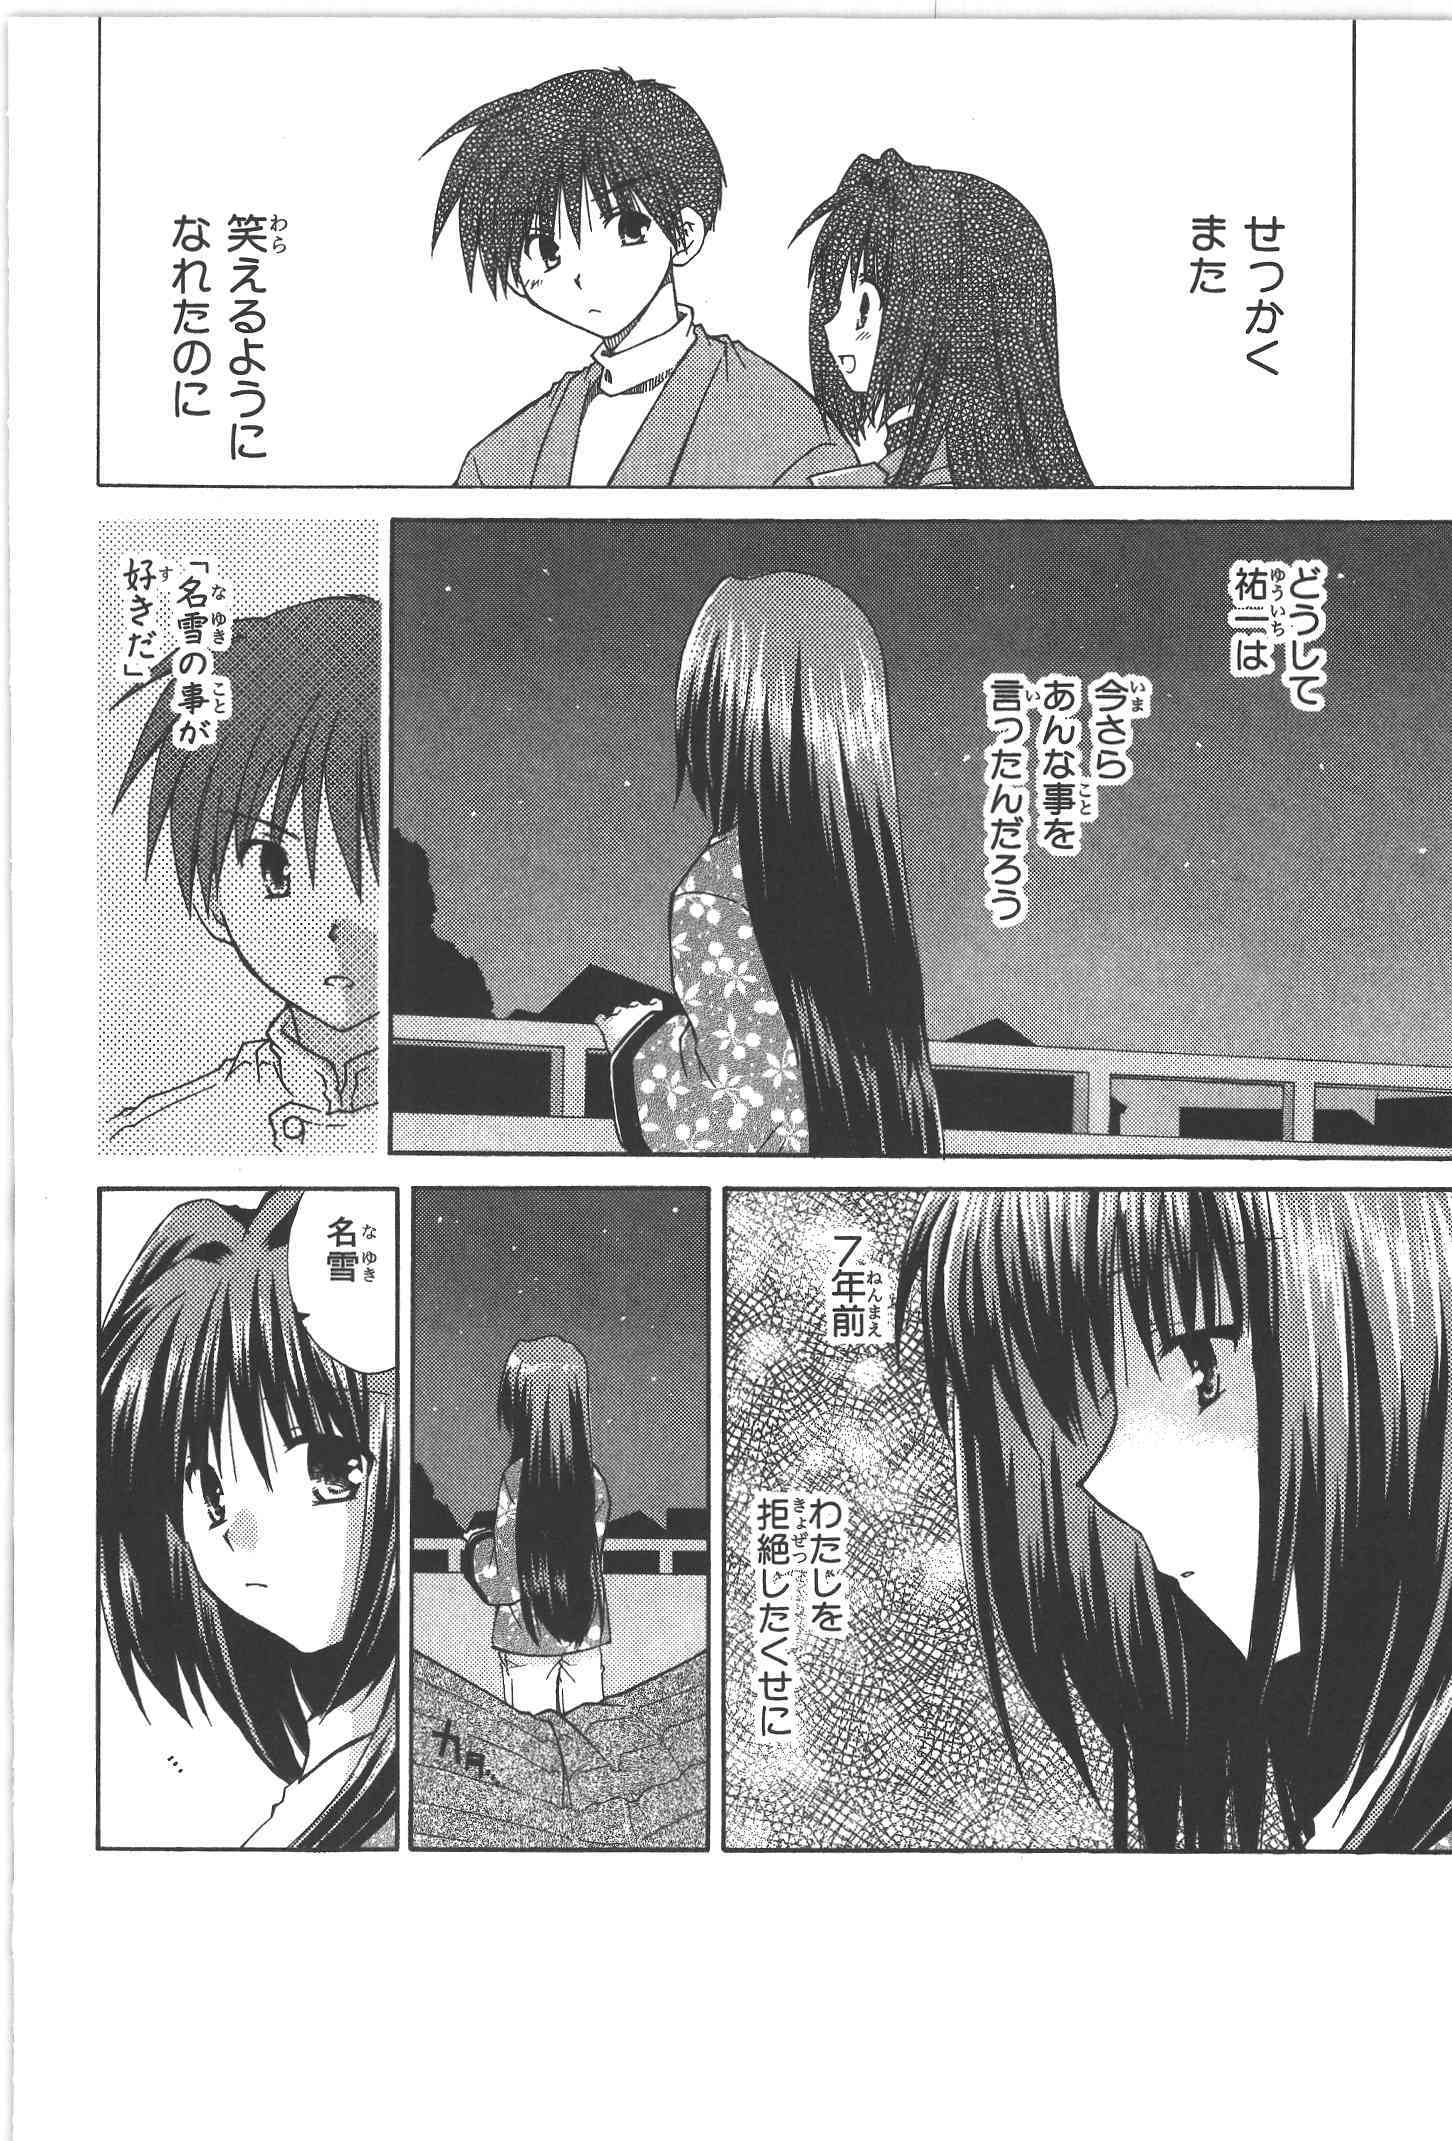 せっかく
また
笑えるように
なれたのに
どうして
祐一は
今さら
あんな事を
言ったんだろう
「名雪の事が
好きだ」
7年前
わたしを
拒絶したくせに
カタ…
名雪
…